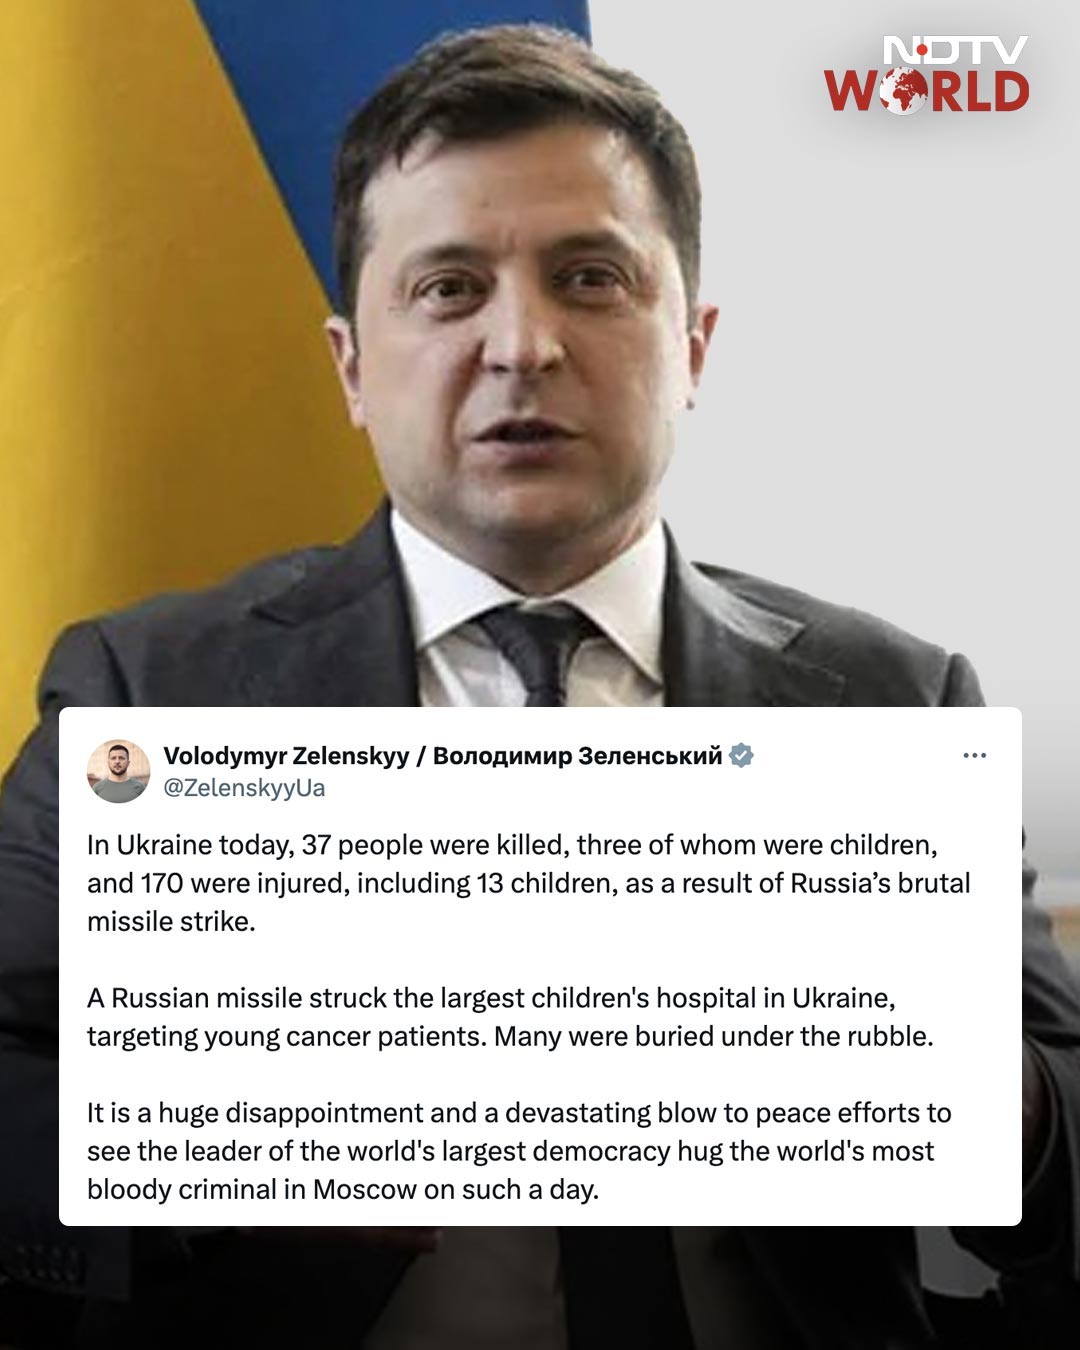 NDTV
WORLD
Volodymyr Zelenskyy / Володимир Зеленський
@ZelenskyyUa
In Ukraine today, 37 people were killed, three of whom were children,
and 170 were injured, including 13 children, as a result of Russia’s brutal
missile strike.
A Russian missile struck the largest children's hospital in Ukraine,
targeting young cancer patients. Many were buried under the rubble.
It is a huge disappointment and a devastating blow to peace efforts to
see the leader of the world's largest democracy hug the world's most
bloody criminal in Moscow on such a day.